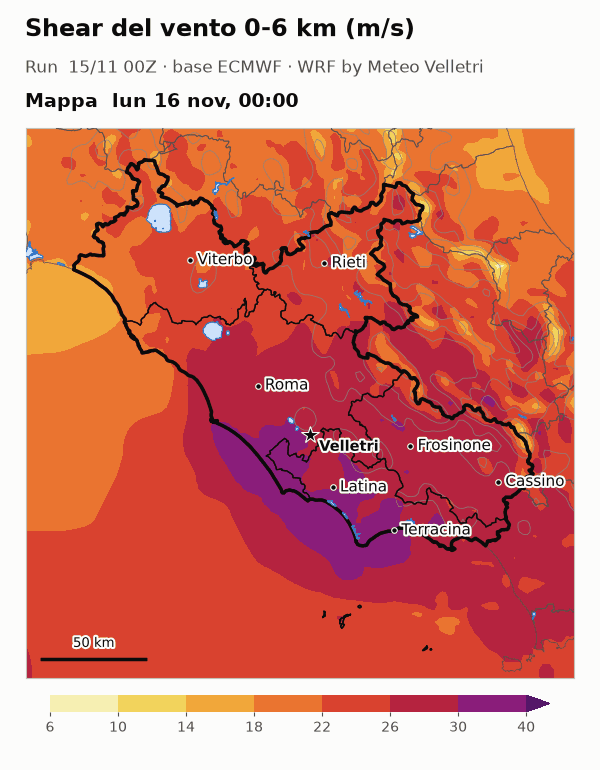 Shear del vento 0-6 km (m/s)
Run  15/11 00Z · base ECMWF · WRF by Meteo Velletri
Mappa  lun 16 nov, 00:00
Viterbo
Rieti
Roma
Velletri
Frosinone
Cassino
Latina
Terracina
50 km
6 10 14 18 22 26 30 40